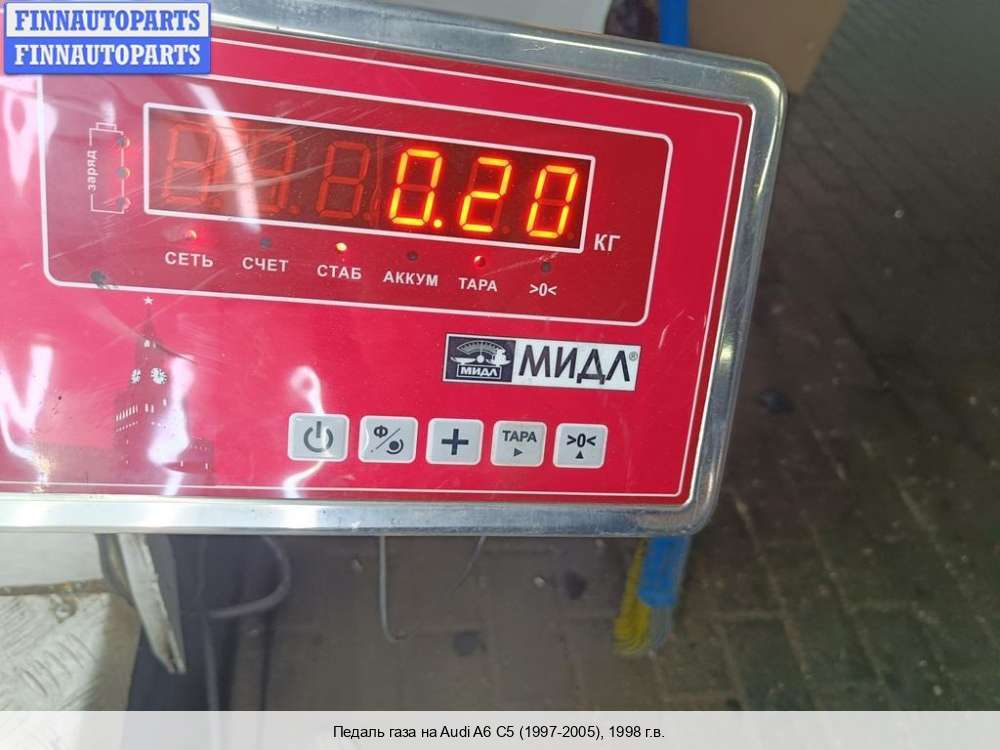 FINNAUTOPARTS
FINNAUTOPARTS
заряд
0.20
КГ
СЕТЬ СЧЕТ СТАБ АККУМ ТАРА >0<
МИДЛ МИДЛ®
Ф + ТАРА >0<
Педаль газа на Audi A6 C5 (1997-2005), 1998 г.в.